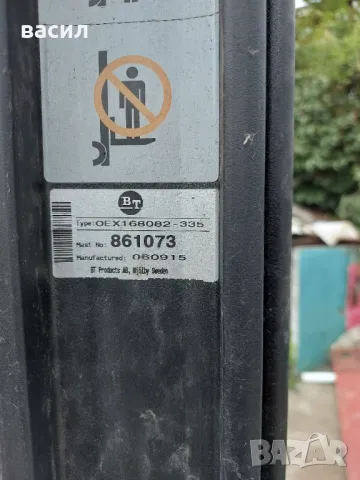 васил
BT
Type: OEX168082-335
Mast No: 861073
Manufactured: 060915
BT Products AB, Mjölby Sweden
BAZAR